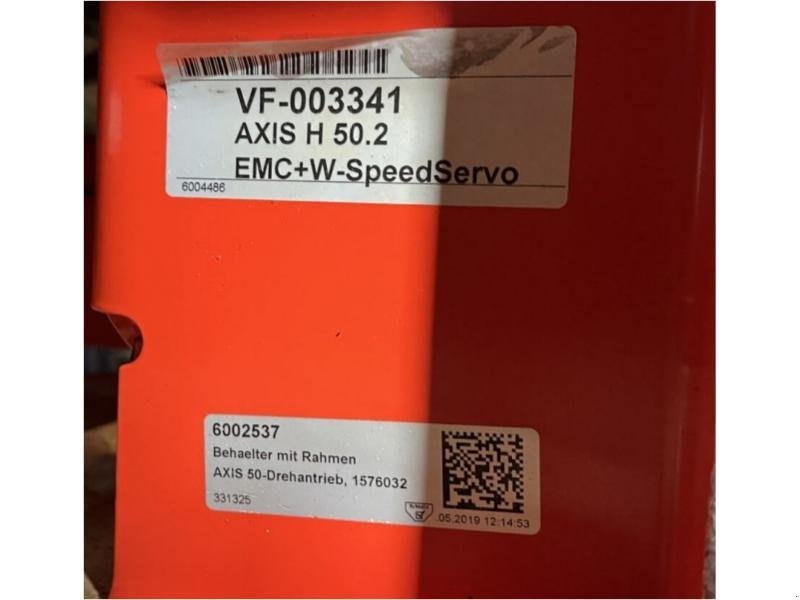 VF-003341
AXIS H 50.2
EMC+W-SpeedServo
6004486
6002537
Behaelter mit Rahmen
AXIS 50-Drehantrieb, 1576032
331325
.05.2019 12:14:53